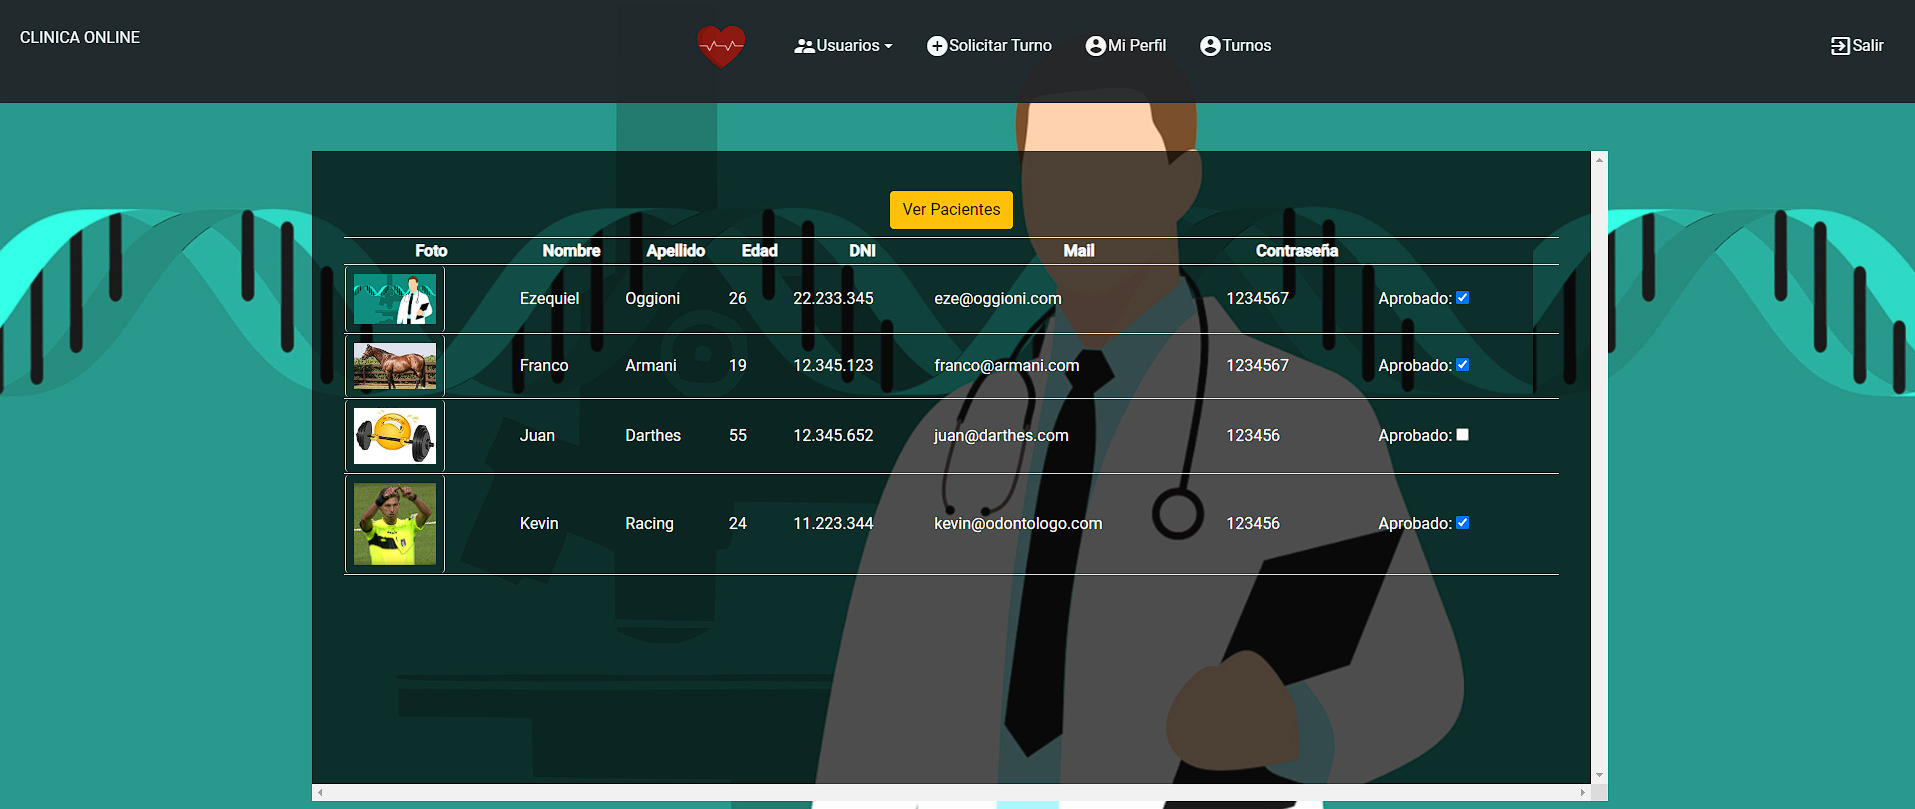 CLINICA ONLINE
Usuarios Solicitar Turno Mi Perfil Turnos
Salir
Ver Pacientes
Foto Nombre Apellido Edad DNI Mail Contraseña
Ezequiel Oggioni 26 22.233.345 eze@oggioni.com 1234567 Aprobado:
Franco Armani 19 12.345.123 franco@armani.com 1234567 Aprobado:
Juan Darthes 55 12.345.652 juan@darthes.com 123456 Aprobado:
Kevin Racing 24 11.223.344 kevin@odontologo.com 123456 Aprobado: